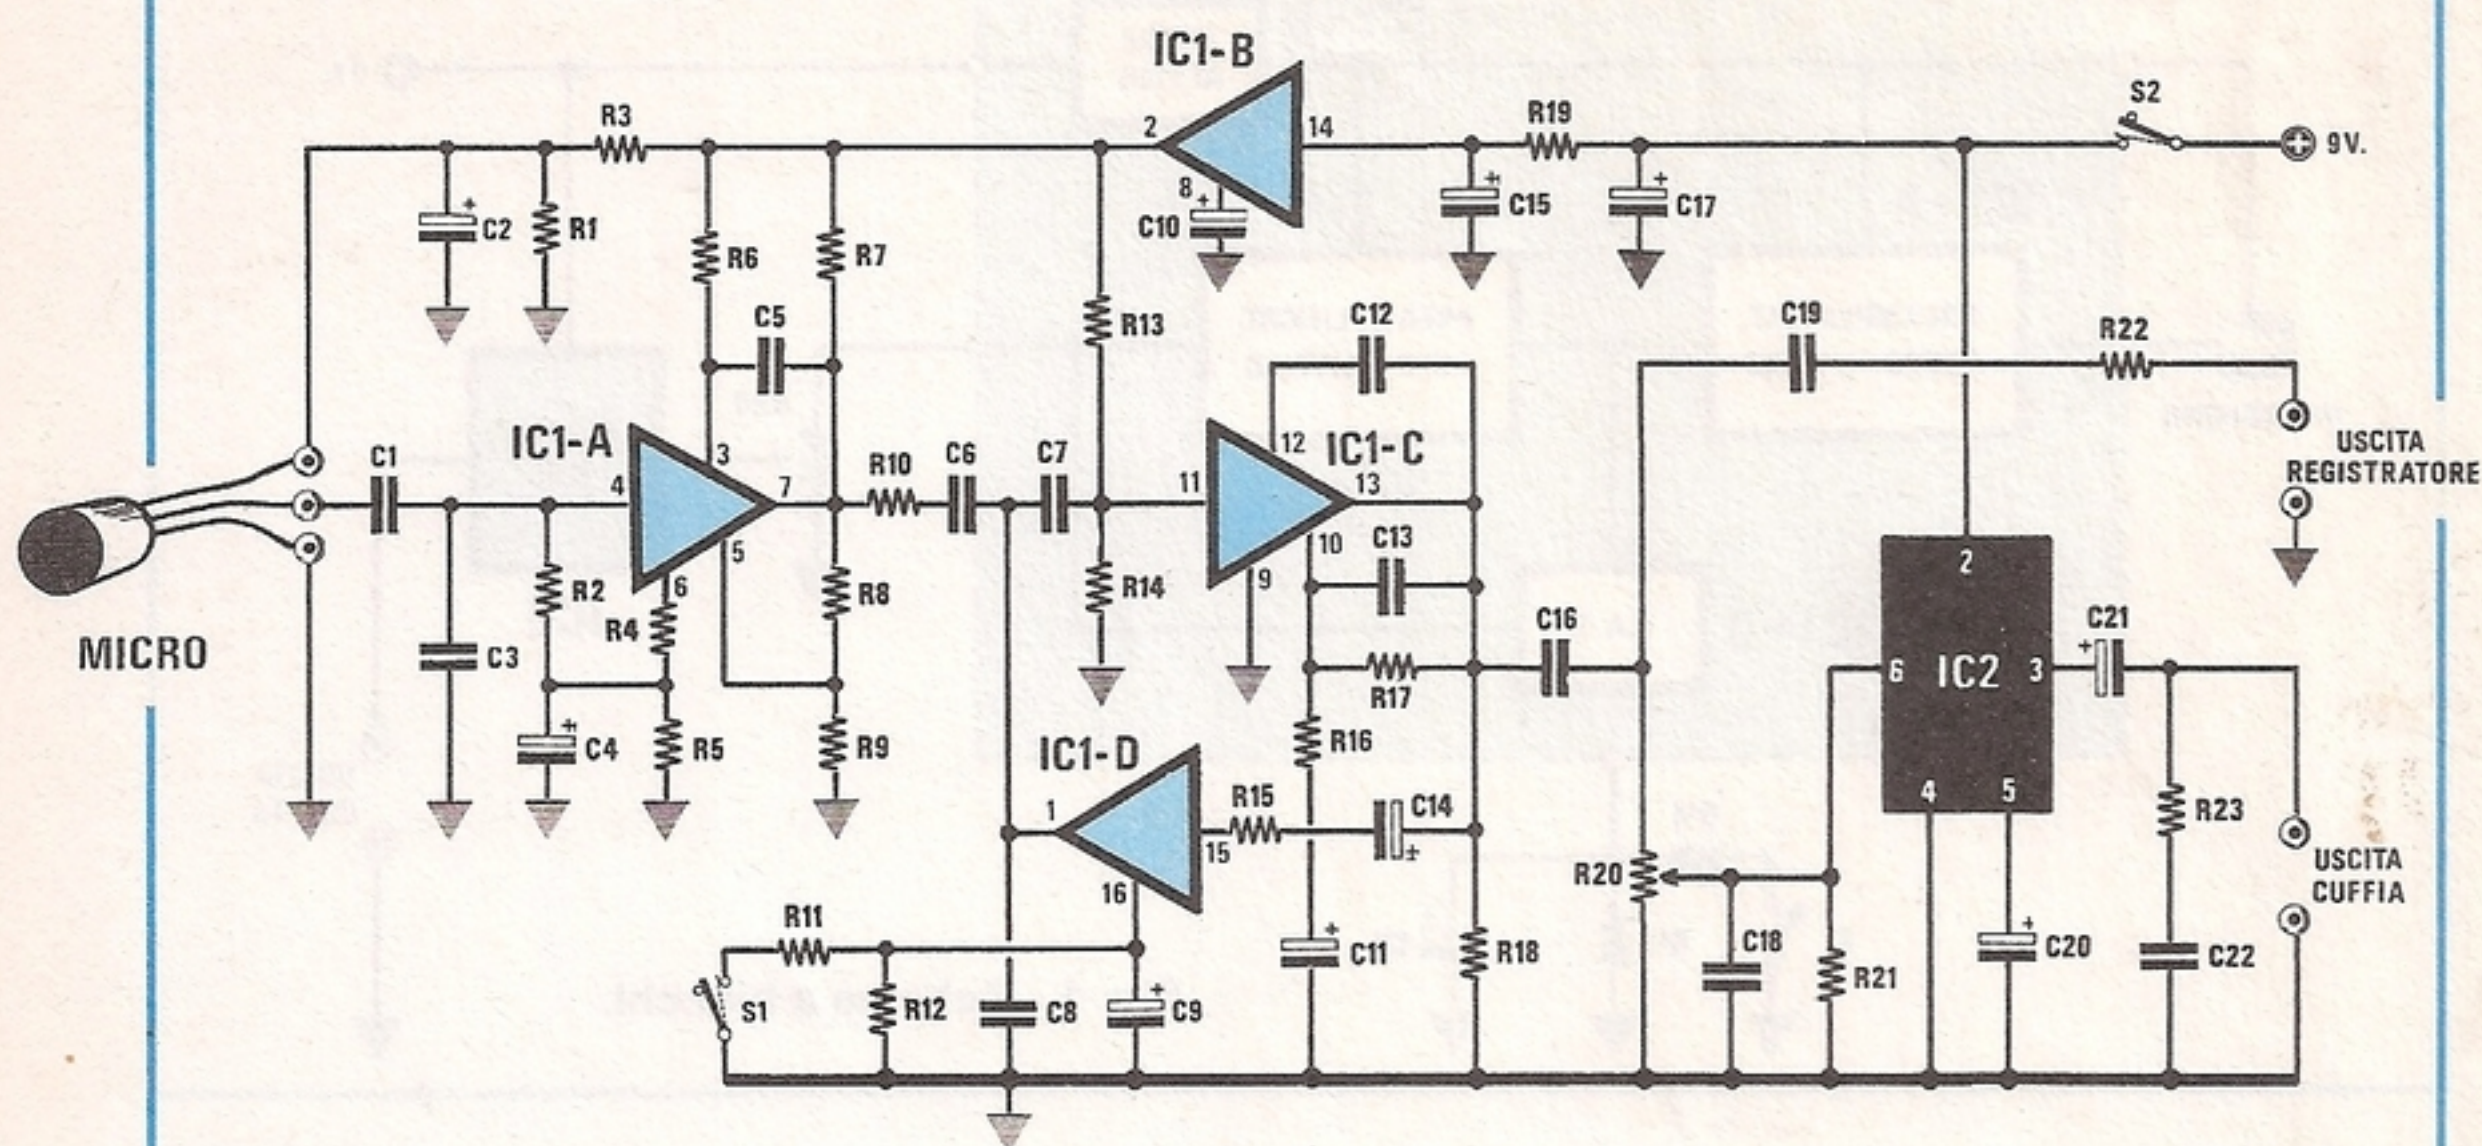 IC1-B
S2
R3
R19
2
14
9V.
8
+
+
+
+
C2
R1
C10
C15
C17
R6
R7
C5
R13
C12
C19
R22
IC1-A
3
12
IC1-C
USCITA
REGISTRATORE
C1
4
7
R10
C6
C7
11
13
5
10
C13
2
6
R2
9
R14
R8
R4
C16
C21
MICRO
C3
+
6
IC2
3
R17
+
C4
R5
R9
IC1-D
R16
1
R15
C14
4
5
R23
15
±
USCITA
CUFFIA
16
R20
R11
+
C11
R18
C18
+
C20
C22
R21
S1
R12
C8
+
C9